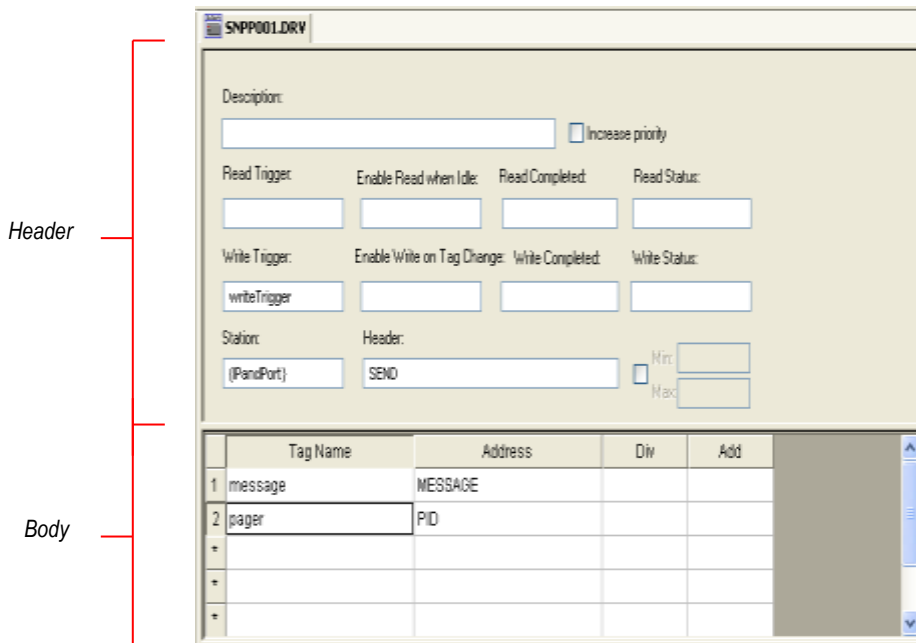 SNPP001.DRV
Description:
Increase priority
Read Trigger: Enable Read when Idle: Read Completed: Read Status:
Header
Write Trigger: Enable Write on Tag Change: Write Completed: Write Status:
writeTrigger
Station: Header:
{IPandPort} SEND
Min:
Max:
Tag Name Address Div Add
1 message MESSAGE
2 pager PID
Body
*
*
*